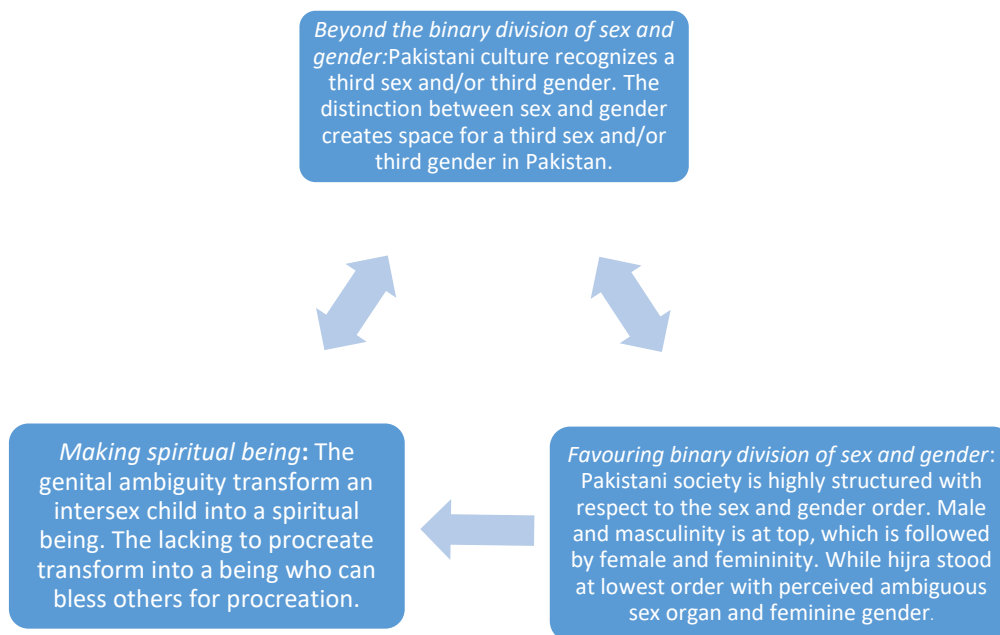 Beyond the binary division of sex and
gender:Pakistani culture recognizes a
third sex and/or third gender. The
distinction between sex and gender
creates space for a third sex and/or
third gender in Pakistan.
Making spiritual being: The
genital ambiguity transform an
intersex child into a spiritual
being. The lacking to procreate
transform into a being who can
bless others for procreation.
Favouring binary division of sex and gender:
Pakistani society is highly structured with
respect to the sex and gender order. Male
and masculinity is at top, which is followed
by female and femininity. While hijra stood
at lowest order with perceived ambiguous
sex organ and feminine gender.